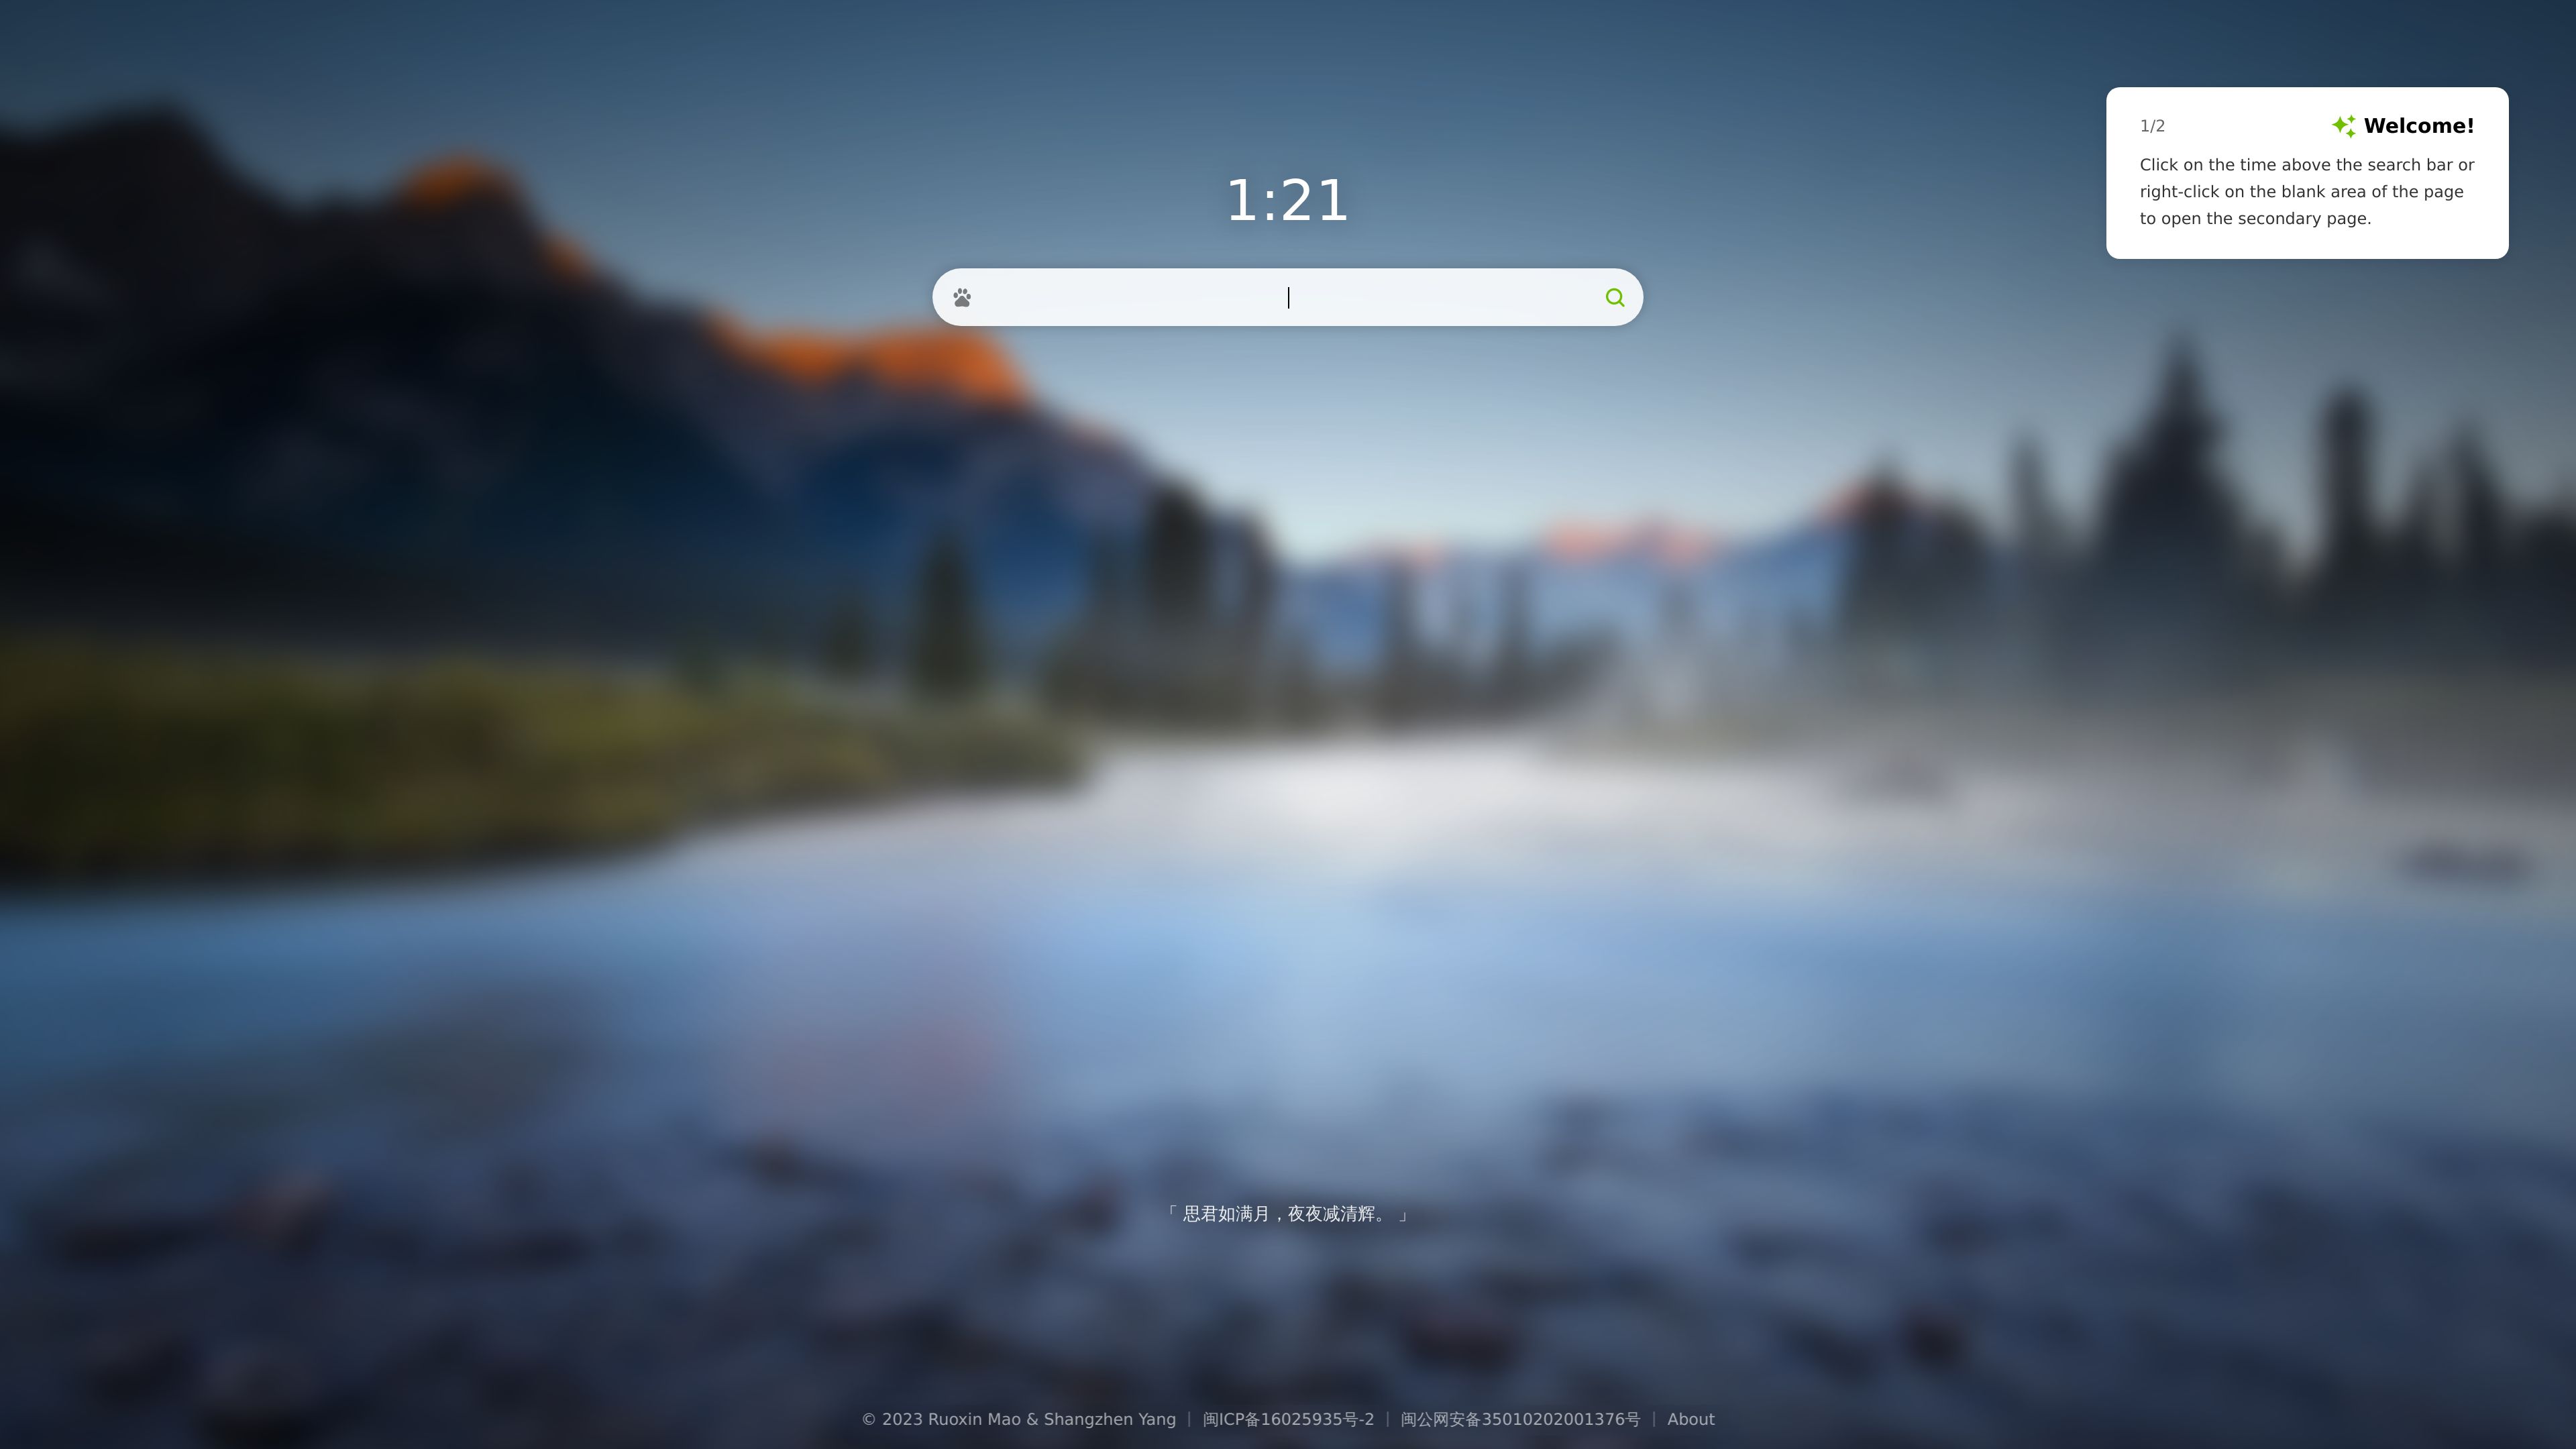 1/2
Welcome!
Click on the time above the search bar or
right-click on the blank area of the page
to open the secondary page.
1:21
「 思君如满月，夜夜减清辉。 」
© 2023 Ruoxin Mao & Shangzhen Yang | 闽ICP备16025935号-2 | 闽公网安备35010202001376号 | About